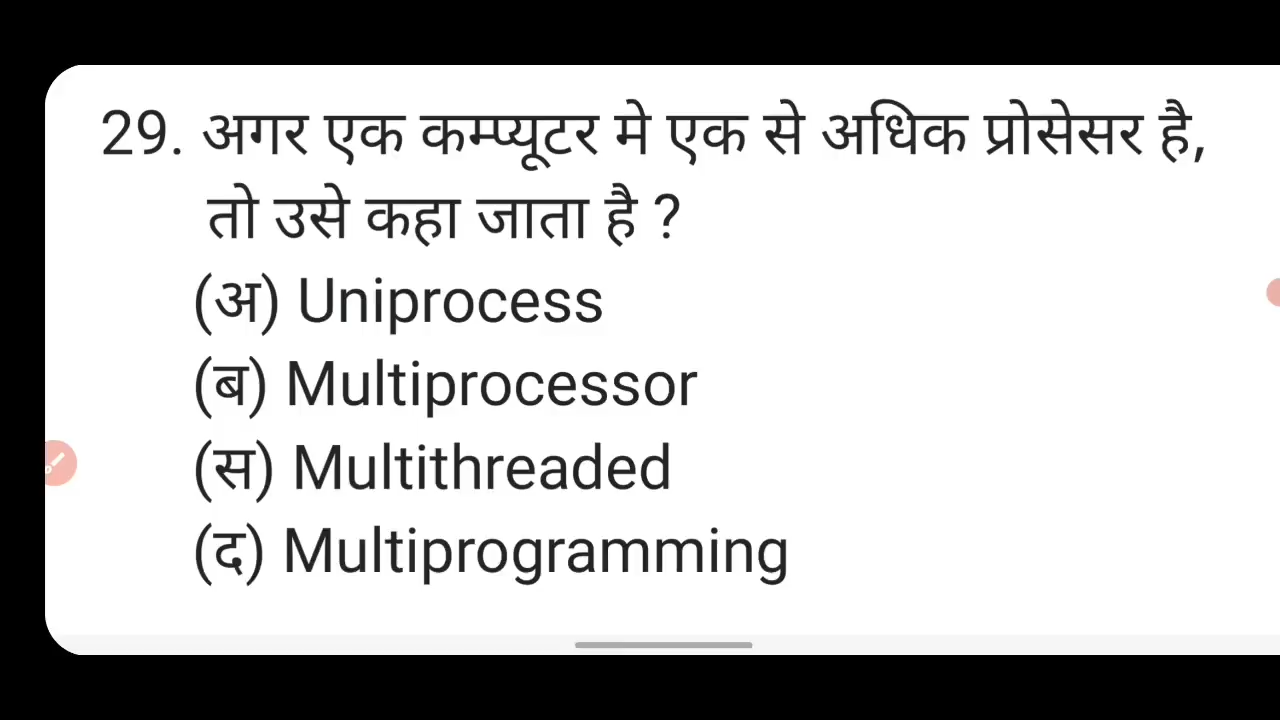 29. अगर एक कम्प्यूटर मे एक से अधिक प्रोसेसर है,
तो उसे कहा जाता है ?
(अ) Uniprocess
(ब) Multiprocessor
(स) Multithreaded
(द) Multiprogramming